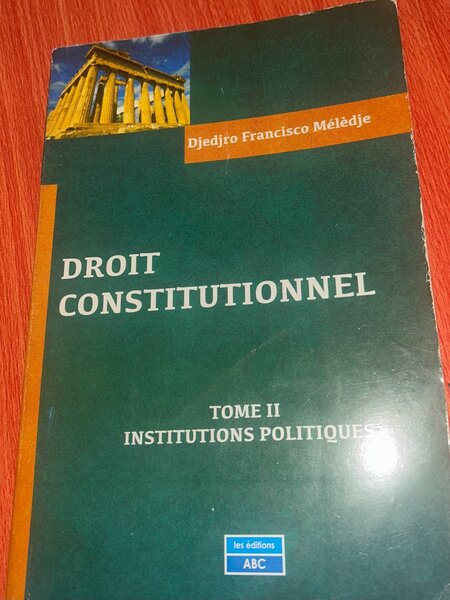 Djedjro Francisco Mélèdje
DROIT
CONSTITUTIONNEL
TOME II
INSTITUTIONS POLITIQUES
les éditions
ABC